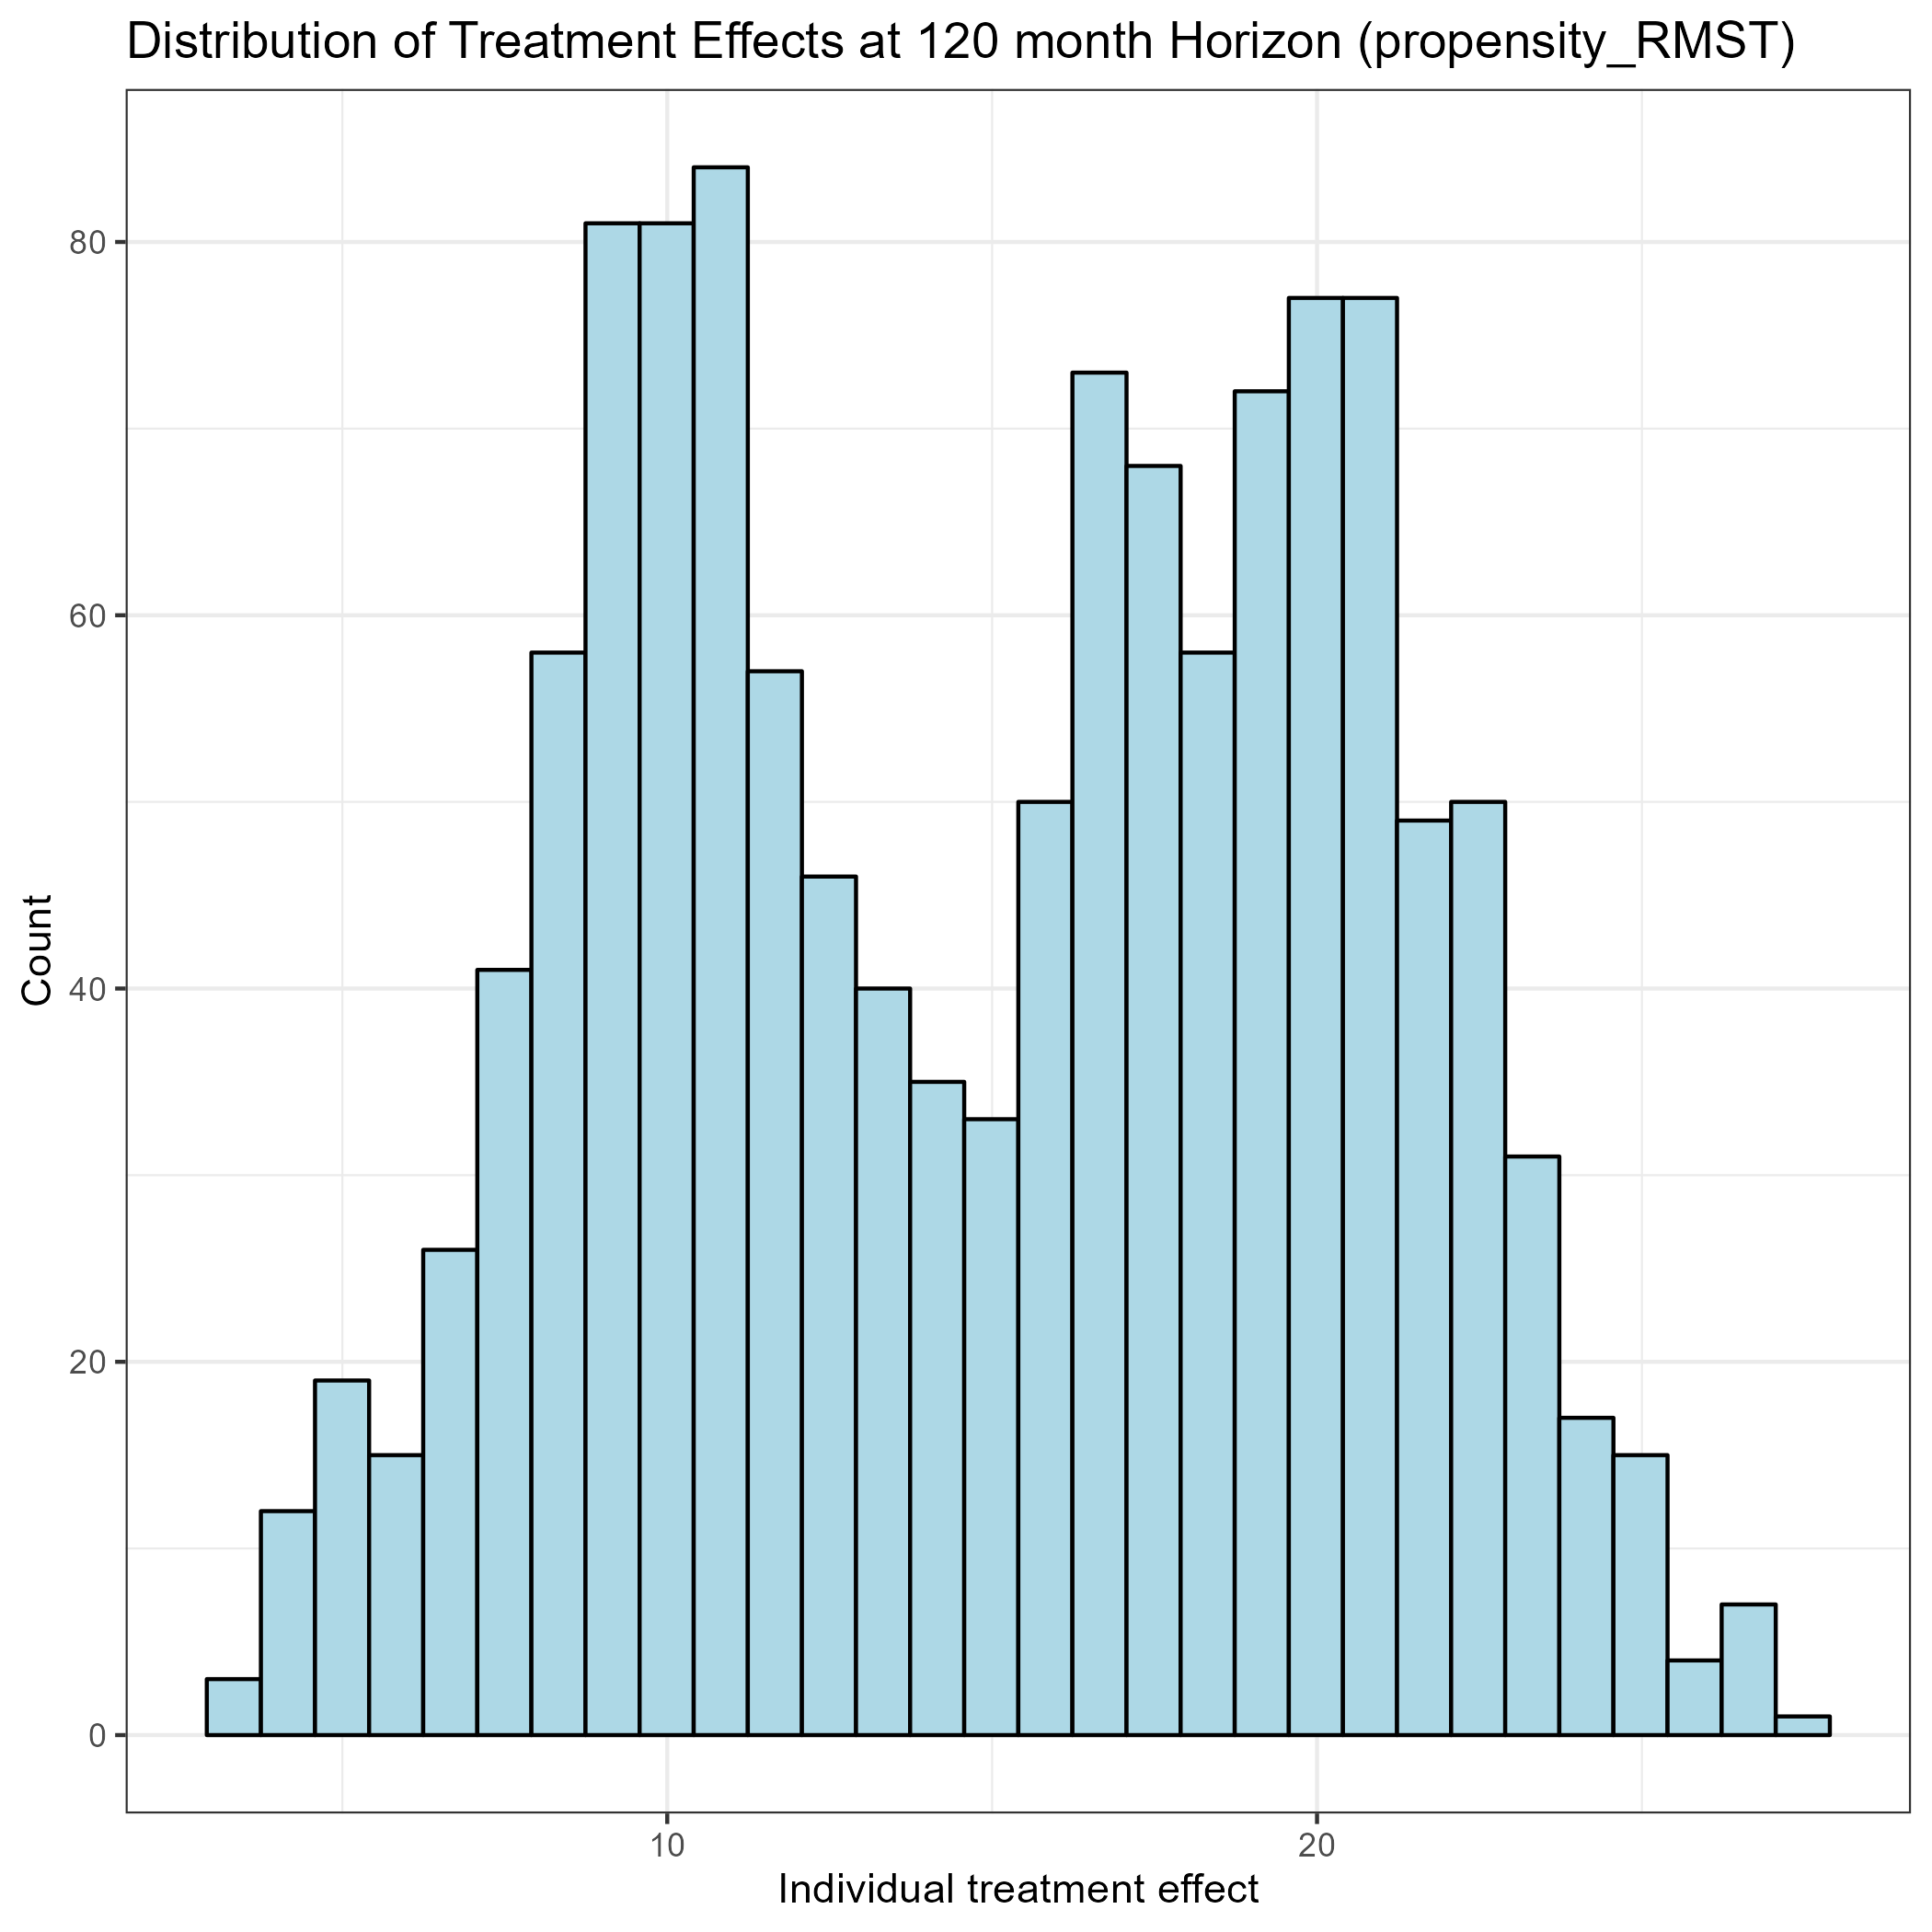 Distribution of Treatment Effects at 120 month Horizon (propensity_RMST)
80
60
40
20
0
Count
10
20
Individual treatment effect